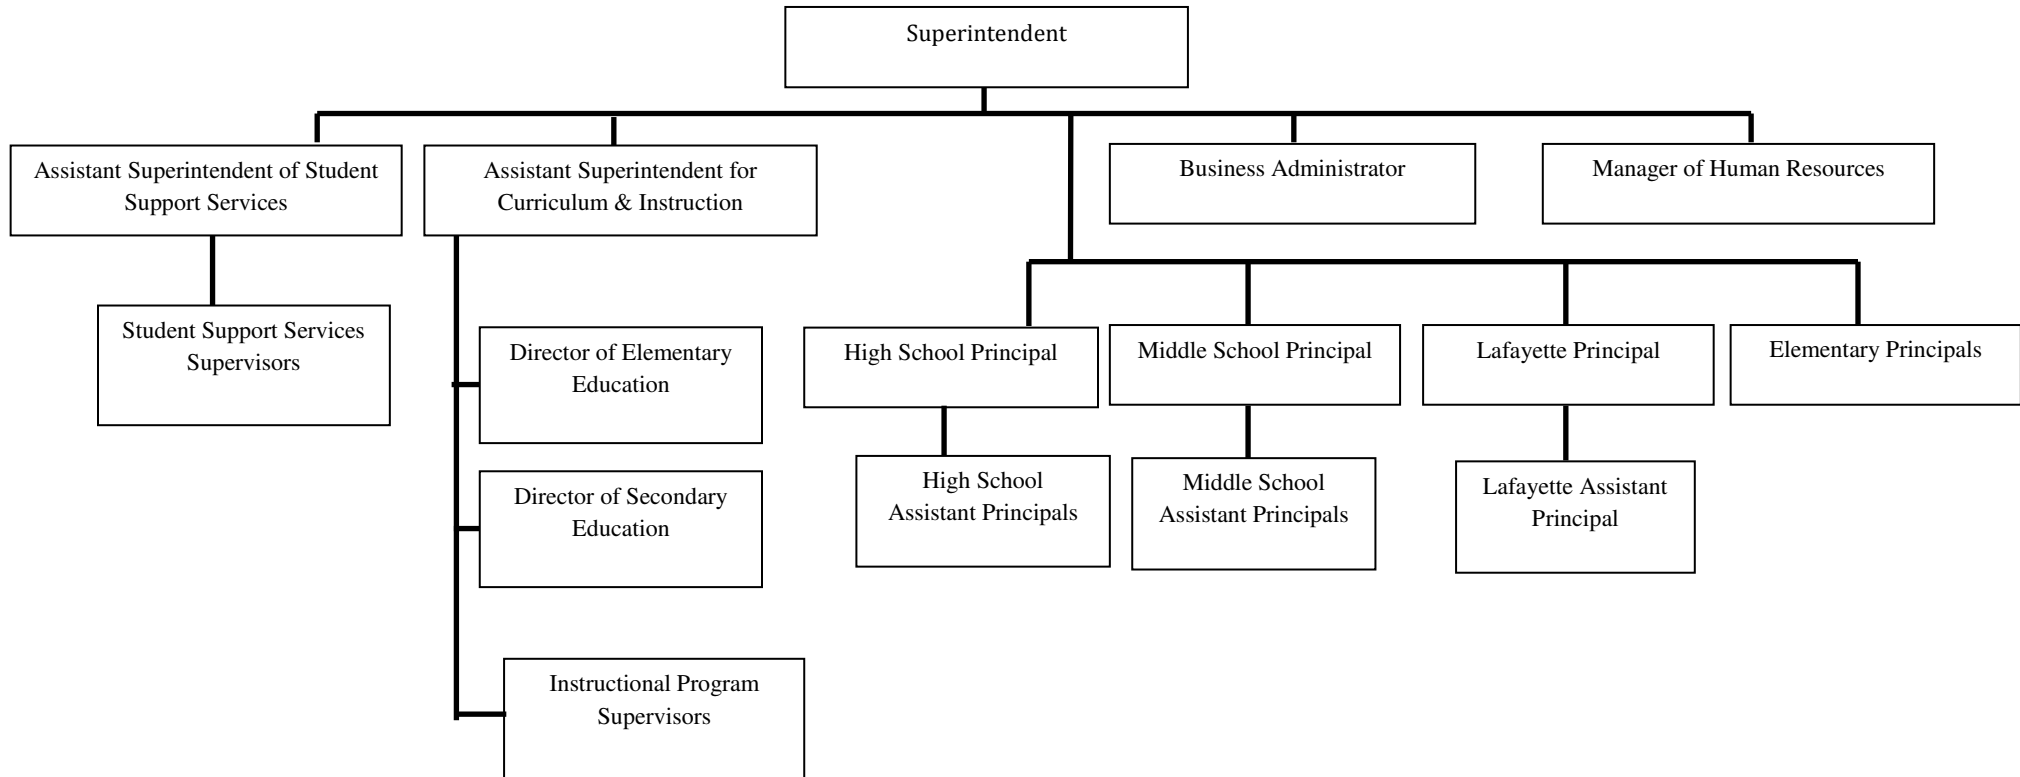 Superintendent
Assistant Superintendent of Student
Support Services
Assistant Superintendent for
Curriculum & Instruction
Business Administrator
Manager of Human Resources
Student Support Services
Supervisors
Director of Elementary
Education
High School Principal
Middle School Principal
Lafayette Principal
Elementary Principals
Director of Secondary
Education
High School
Assistant Principals
Middle School
Assistant Principals
Lafayette Assistant
Principal
Instructional Program
Supervisors